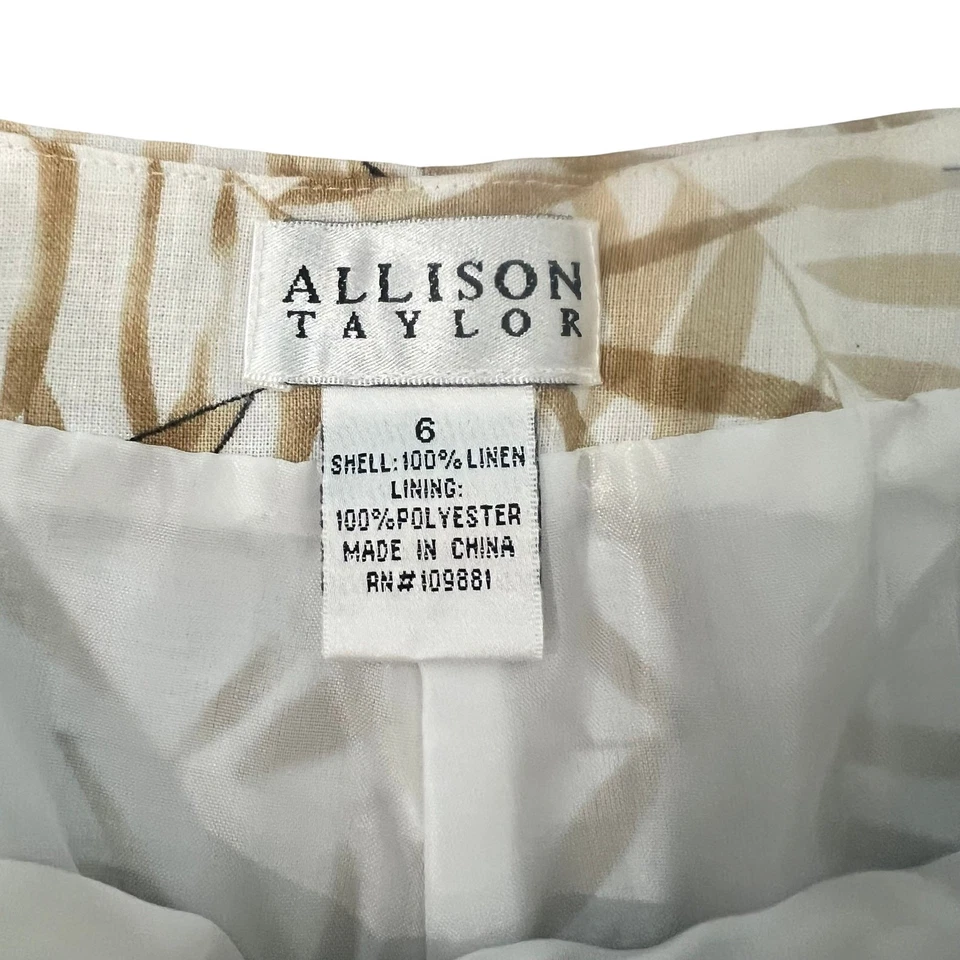 ALLISON
TAYLOR
6
SHELL:100% LINEN
LINING:
100%POLYESTER
MADE IN CHINA
RN#109881